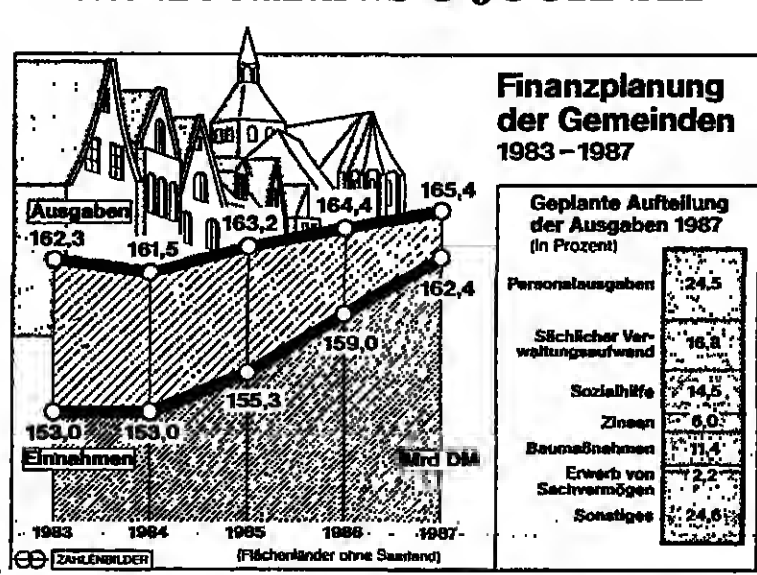 Finanzplanung
der Gemeinden
1983–1987
Ausgaben
162,3
161,5
163,2
164,4
165,4
153,0
153,0
155,3
159,0
162,4
Einnahmen
Mrd DM
1983
1984
1985
1986
1987
(Flächenländer ohne Saarland)
ZAHLENBILDER
Geplante Aufteilung
der Ausgaben 1987
(in Prozent)
Personalausgaben 24,5
Sächlicher Ver-
waltungsaufwand 16,8
Sozialhilfe 14,5
Zinsen 6,0
Baumaßnahmen 11,4
Erwerb von
Sachvermögen 2,2
Sonstiges 24,6